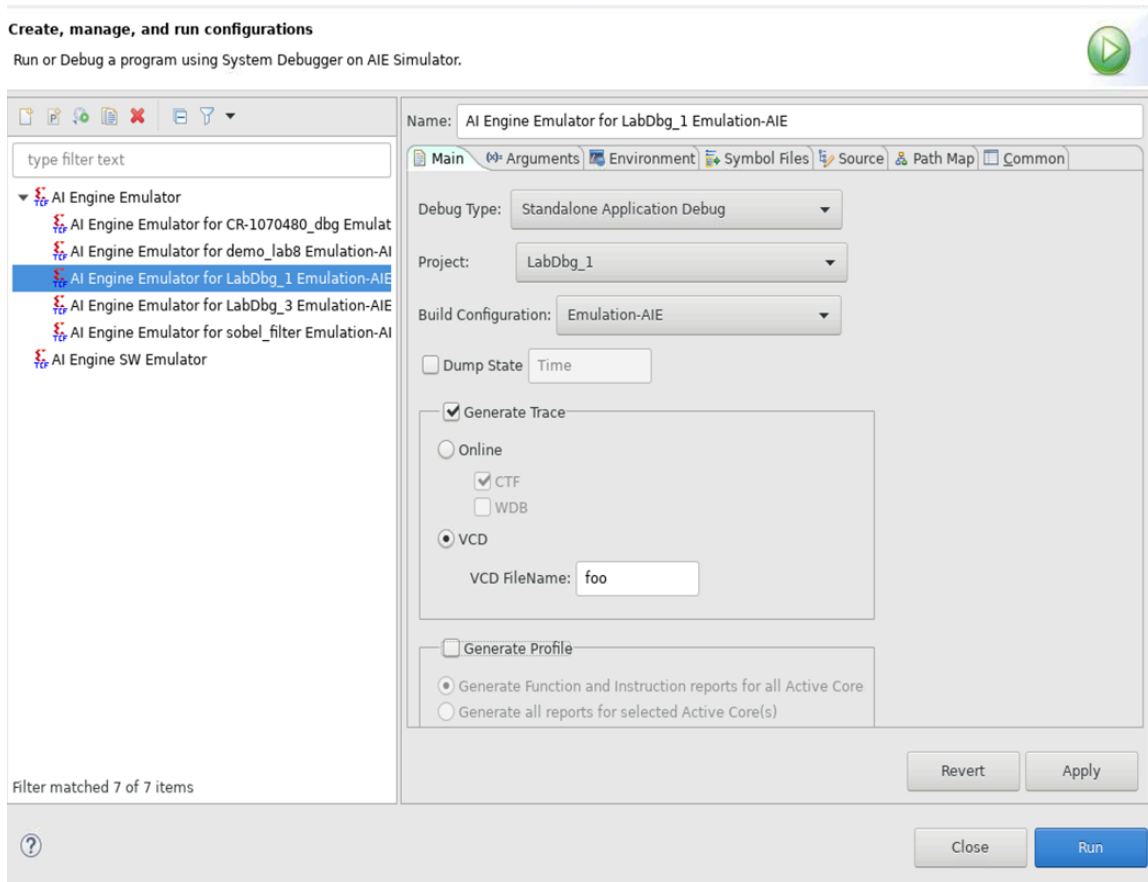 Create, manage, and run configurations
Run or Debug a program using System Debugger on AIE Simulator.
Name: AI Engine Emulator for LabDbg_1 Emulation-AIE
type filter text
Main (x)= Arguments Environment Symbol Files Source Path Map Common
AI Engine Emulator
AI Engine Emulator for CR-1070480_dbg Emulat
AI Engine Emulator for demo_lab8 Emulation-AI
AI Engine Emulator for LabDbg_1 Emulation-AIE
AI Engine Emulator for LabDbg_3 Emulation-AIE
AI Engine Emulator for sobel_filter Emulation-AI
AI Engine SW Emulator
Filter matched 7 of 7 items
Debug Type: Standalone Application Debug
Project: LabDbg_1
Build Configuration: Emulation-AIE
Dump State Time
Generate Trace
Online
CTF
WDB
VCD
VCD FileName: foo
Generate Profile
Generate Function and Instruction reports for all Active Core
Generate all reports for selected Active Core(s)
Revert Apply
Close Run